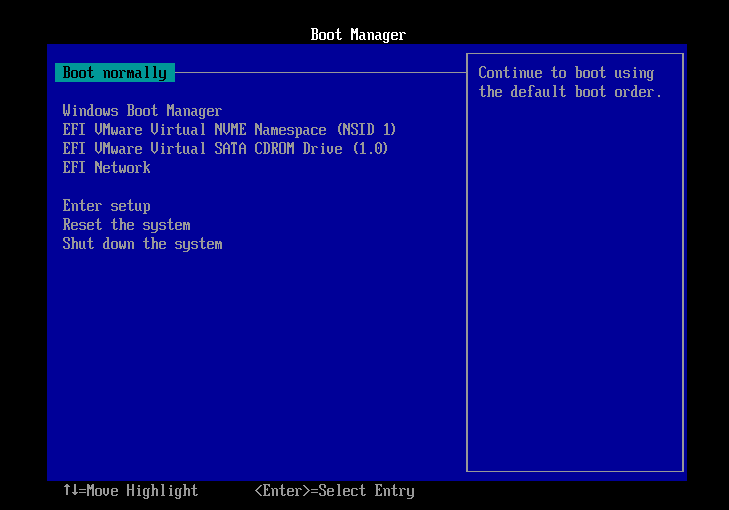 Boot Manager
Boot normally
Continue to boot using
the default boot order.
Windows Boot Manager
EFI VMware Virtual NVME Namespace (NSID 1)
EFI VMware Virtual SATA CDROM Drive (1.0)
EFI Network
Enter setup
Reset the system
Shut down the system
↑↓=Move Highlight <Enter>=Select Entry